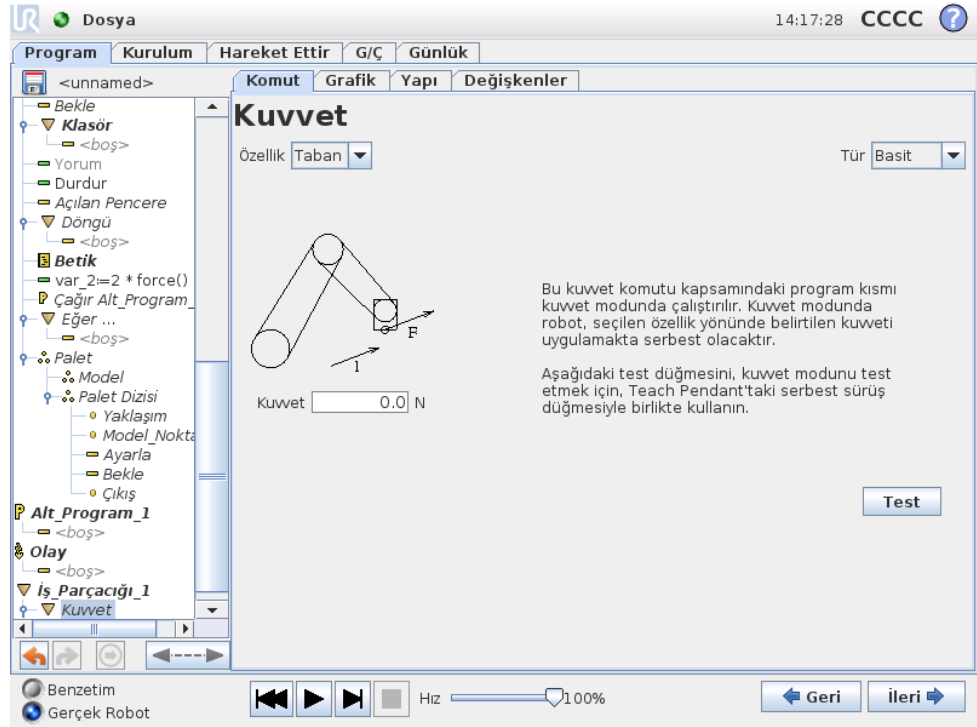 UR Dosya 14:17:28 CCCC ?
Program Kurulum Hareket Ettir G/Ç Günlük
<unnamed>
Komut Grafik Yapı Değişkenler
Bekle
Klasör
<boş>
Yorum
Durdur
Açılan Pencere
Döngü
<boş>
Betik
var_2:=2 * force()
P Çağır Alt_Program_
Eğer ...
<boş>
Palet
Model
Palet Dizisi
Yaklaşım
Model_Nokta
Ayarla
Bekle
Çıkış
P Alt_Program_1
<boş>
Olay
<boş>
İş_Parçacığı_1
Kuvvet
Kuvvet
Özellik Taban
Tür Basit
F
1
Kuvvet 0.0 N
Bu kuvvet komutu kapsamındaki program kısmı
kuvvet modunda çalıştırılır. Kuvvet modunda
robot, seçilen özellik yönünde belirtilen kuvveti
uygulamakta serbest olacaktır.
Aşağıdaki test düğmesini, kuvvet modunu test
etmek için, Teach Pendant'taki serbest sürüş
düğmesiyle birlikte kullanın.
Test
Benzetim
Gerçek Robot
Hız 100%
Geri İleri